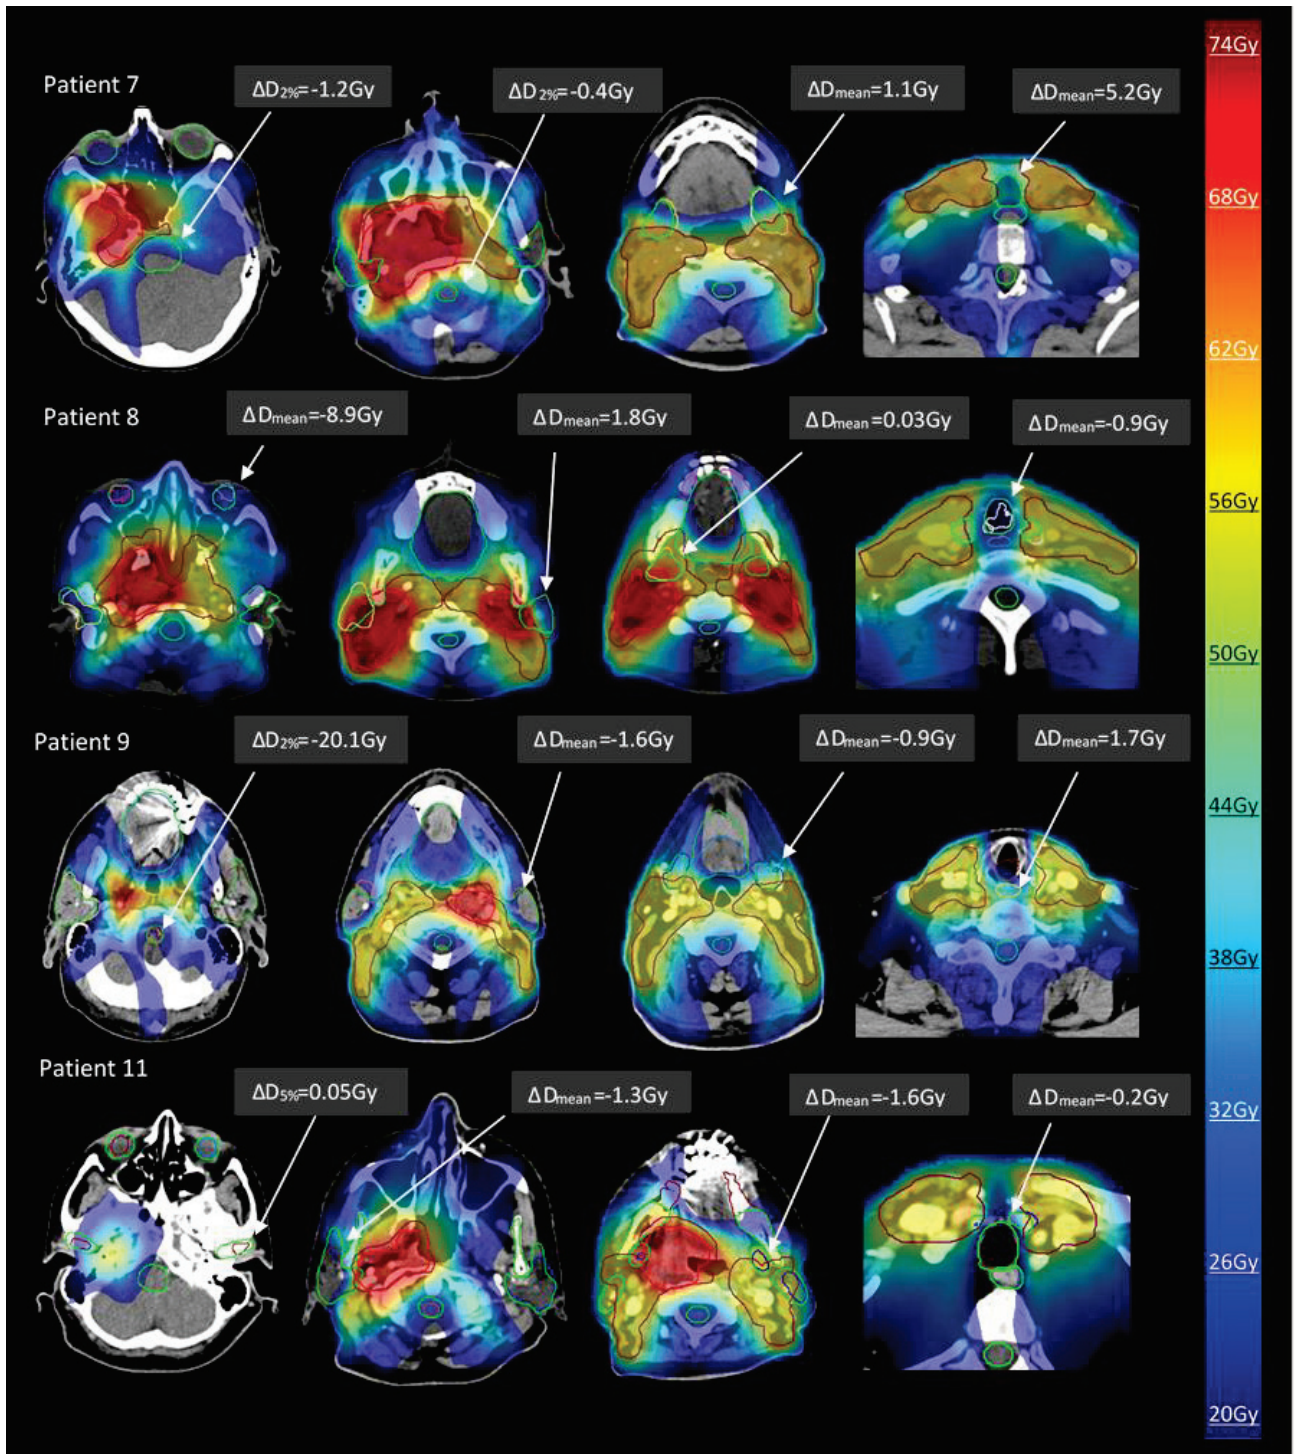 Patient 7
ΔD2%=-1.2Gy
ΔD2%=-0.4Gy
ΔDmean=1.1Gy
ΔDmean=5.2Gy
Patient 8
ΔDmean=-8.9Gy
ΔDmean=1.8Gy
ΔDmean=0.03Gy
ΔDmean=-0.9Gy
Patient 9
ΔD2%=-20.1Gy
ΔDmean=-1.6Gy
ΔDmean=-0.9Gy
ΔDmean=1.7Gy
Patient 11
ΔD5%=0.05Gy
ΔDmean=-1.3Gy
ΔDmean=-1.6Gy
ΔDmean=-0.2Gy
74Gy
68Gy
62Gy
56Gy
50Gy
44Gy
38Gy
32Gy
26Gy
20Gy